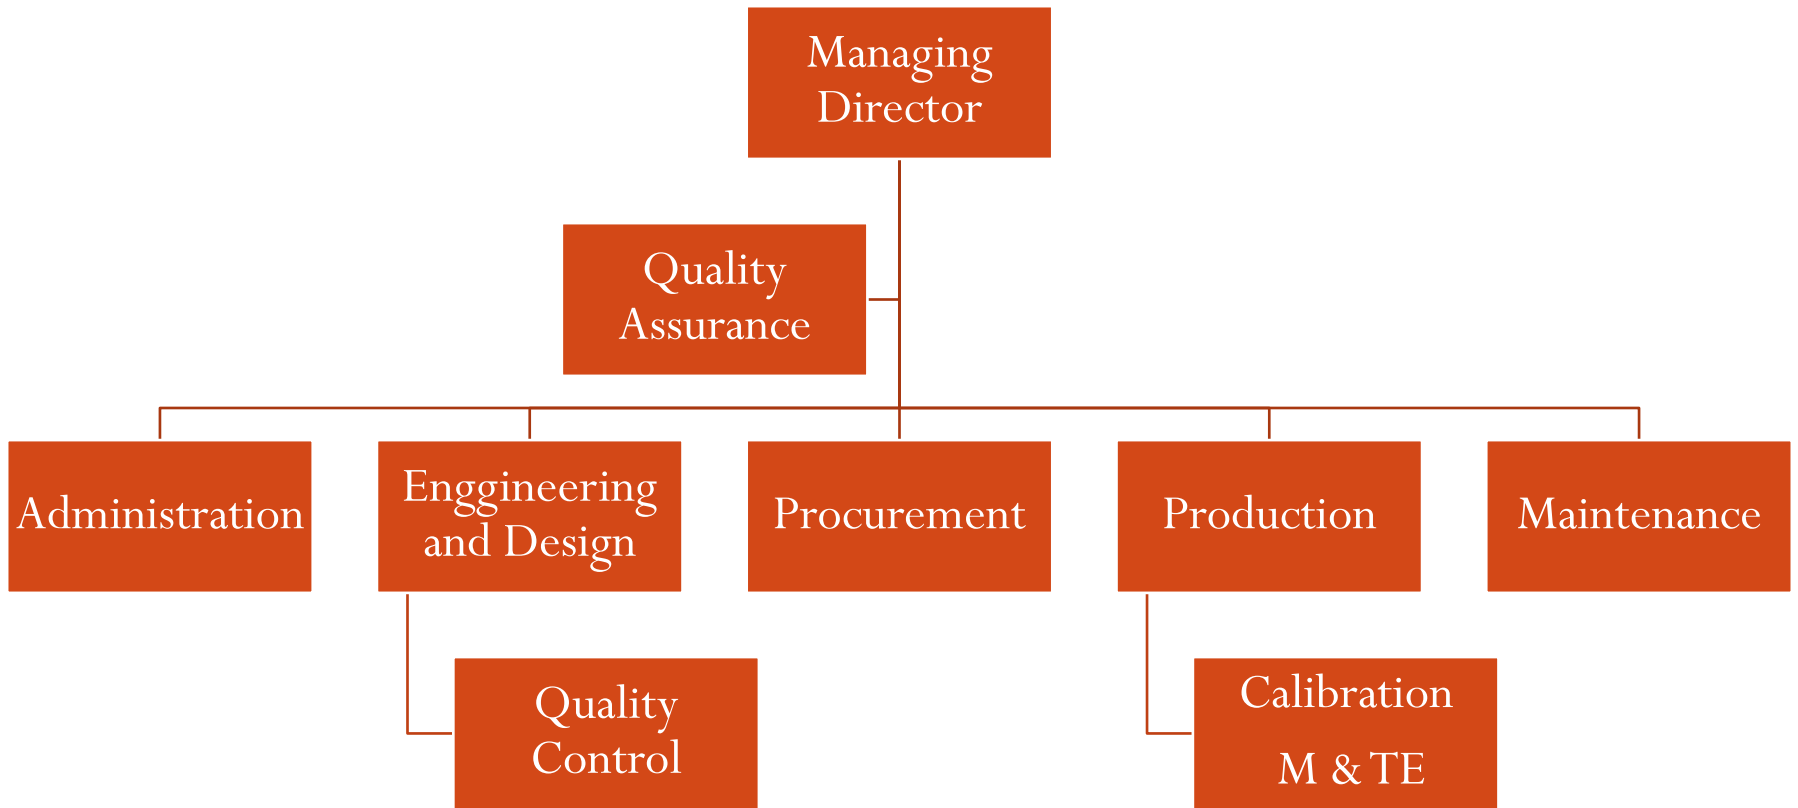 Managing
Director
Quality
Assurance
Administration
Enggineering
and Design
Procurement
Production
Maintenance
Quality
Control
Calibration
M & TE